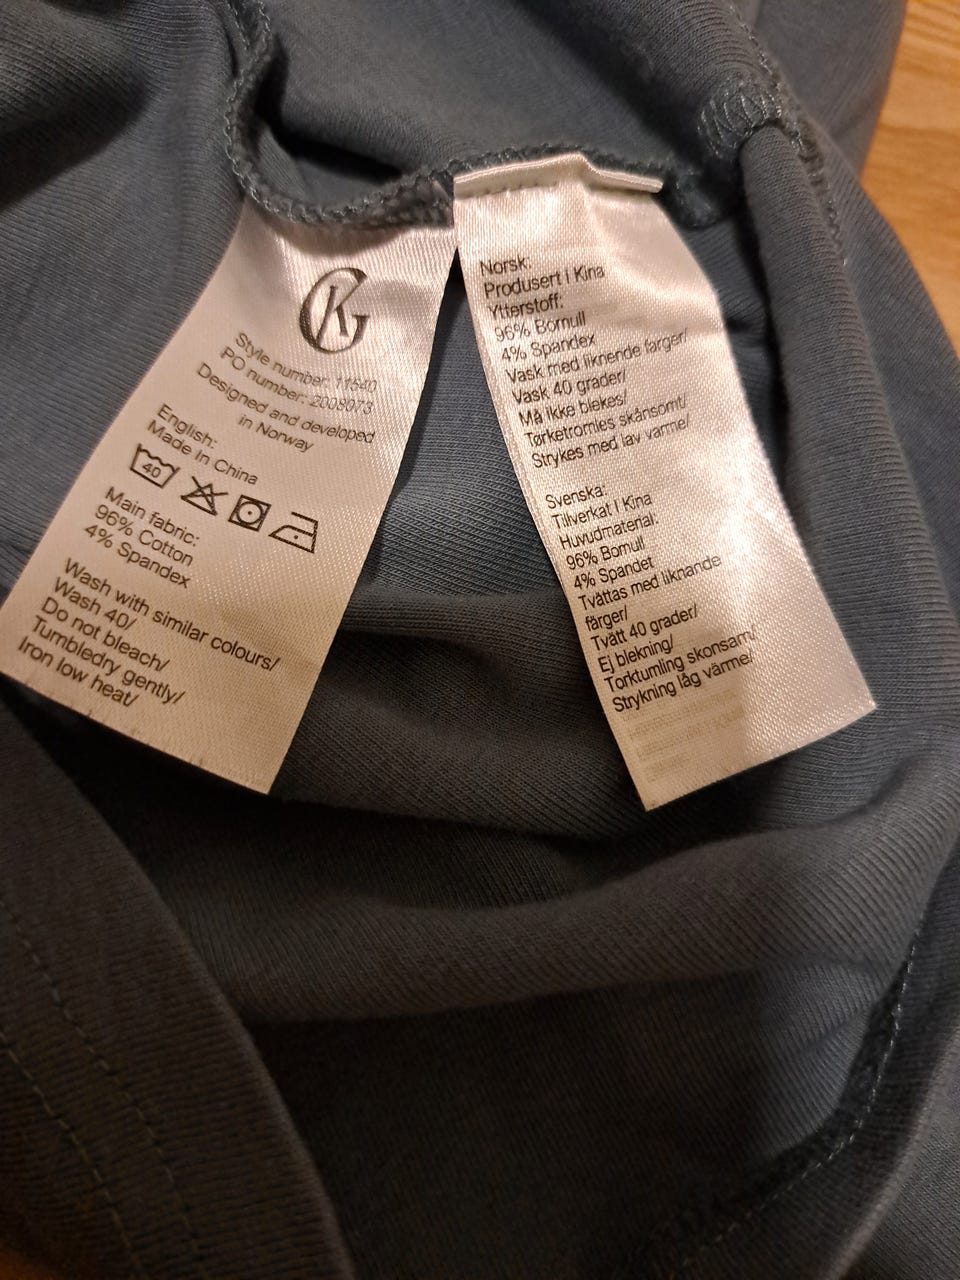 GK
Style number: 11540
PO number: 2008073
Designed and developed
in Norway
English:
Made in China
40
Main fabric:
96% Cotton
4% Spandex
Wash with similar colours/
Wash 40/
Do not bleach/
Tumbledry gently/
Iron low heat/
Norsk:
Produsert i Kina
Ytterstoff:
96% Bomull
4% Spandex
Vask med liknende farger/
Vask 40 grader/
Må ikke blekes/
Tørketromles skånsomt/
Strykes med lav varme/
Svenska:
Tillverkat i Kina
Huvudmaterial:
96% Bomull
4% Spandet
Tvättas med liknande
färger/
Tvätt 40 grader/
Ej blekning/
Torktumling skonsamt/
Strykning låg värme/